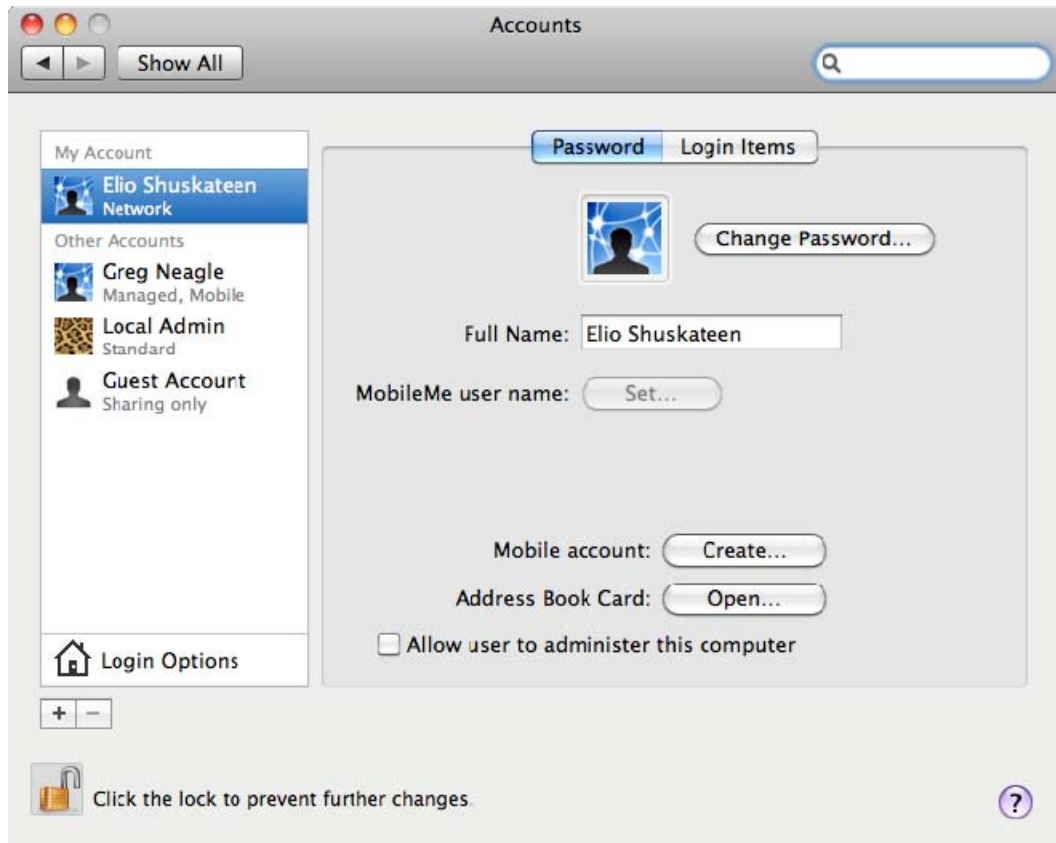 Accounts
Show All
My Account
Elio Shuskateen
Network
Other Accounts
Greg Neagle
Managed, Mobile
Local Admin
Standard
Guest Account
Sharing only
Login Options
+ −
Password Login Items
Change Password...
Full Name: Elio Shuskateen
MobileMe user name: Set...
Mobile account: Create...
Address Book Card: Open...
Allow user to administer this computer
Click the lock to prevent further changes.
?